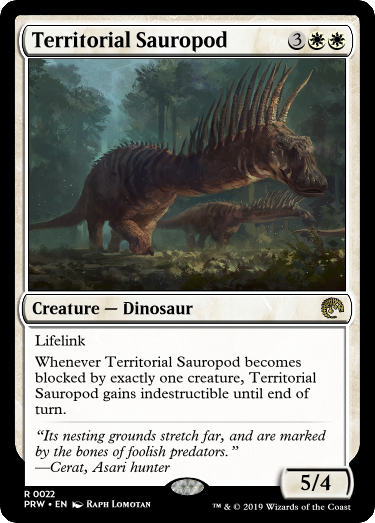 Territorial Sauropod 3
Creature — Dinosaur
Lifelink
Whenever Territorial Sauropod becomes
blocked by exactly one creature, Territorial
Sauropod gains indestructible until end of
turn.
“Its nesting grounds stretch far, and are marked
by the bones of foolish predators.”
—Cerat, Asari hunter
5/4
R 0022
PRW • EN Raph Lomotan
™ & © 2019 Wizards of the Coast